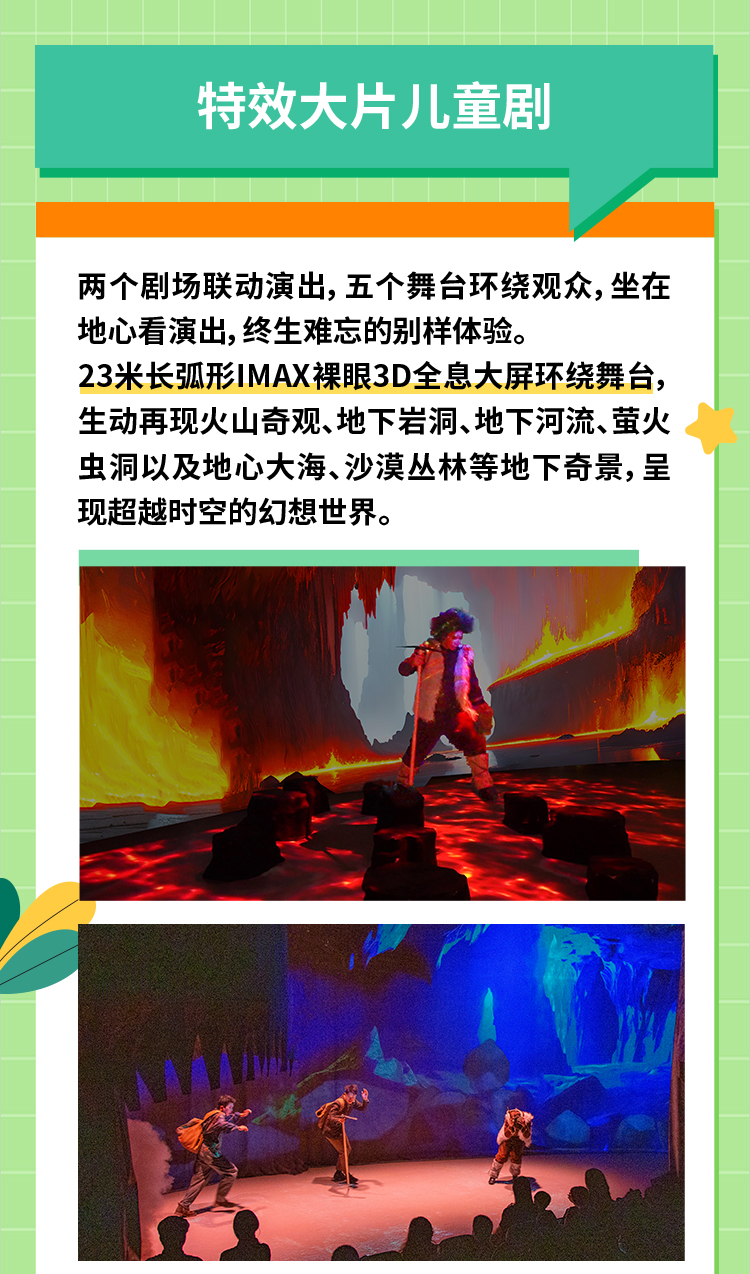 特效大片儿童剧
两个剧场联动演出，五个舞台环绕观众，坐在
地心看演出，终生难忘的别样体验。
23米长弧形IMAX裸眼3D全息大屏环绕舞台，
生动再现火山奇观、地下岩洞、地下河流、萤火
虫洞以及地心大海、沙漠丛林等地下奇景，呈
现超越时空的幻想世界。